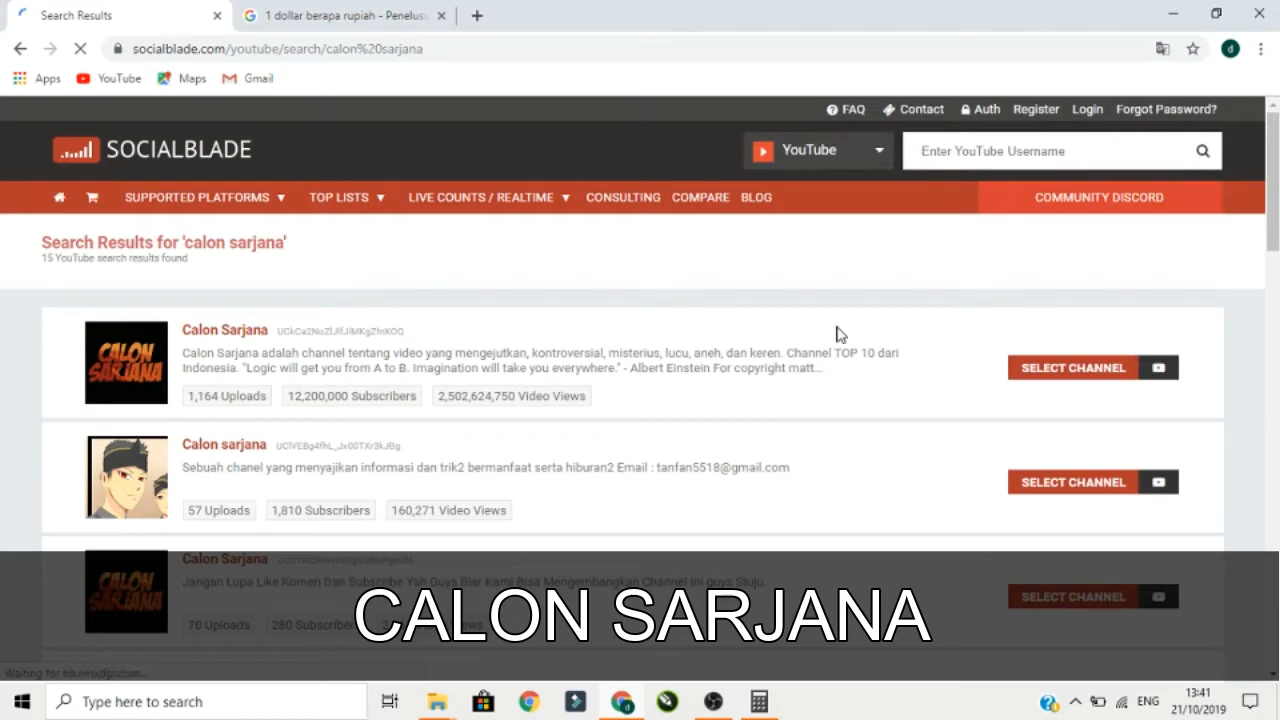 Search Results
1 dollar berapa rupiah - Penelusu
socialblade.com/youtube/search/calon%20sarjana
d
Apps YouTube Maps Gmail
FAQ Contact Auth Register Login Forgot Password?
SOCIALBLADE
YouTube
Enter YouTube Username
SUPPORTED PLATFORMS TOP LISTS LIVE COUNTS / REALTIME CONSULTING COMPARE BLOG COMMUNITY DISCORD
Search Results for 'calon sarjana'
15 YouTube search results found
CALON SARJANA
Calon Sarjana
Calon Sarjana adalah channel tentang video yang mengejutkan, kontroversial, misterius, lucu, aneh, dan keren. Channel TOP 10 dari
Indonesia. "Logic will get you from A to B. Imagination will take you everywhere." - Albert Einstein For copyright matt...
1,164 Uploads 12,200,000 Subscribers 2,502,624,750 Video Views
SELECT CHANNEL
Calon sarjana
Sebuah chanel yang menyajikan informasi dan trik2 bermanfaat serta hiburan2 Email : tanfan5518@gmail.com
57 Uploads 1,810 Subscribers 160,271 Video Views
SELECT CHANNEL
CALON SARJANA
Calon Sarjana
Jangan Lupa Like Komen Dan Subscribe Yah Guys Biar Kami Bisa Mengembangkan Channel Ini guys Stuju.
70 Uploads 280 Subscribers
SELECT CHANNEL
CALON SARJANA
Waiting for
Type here to search
ENG
13:41
21/10/2019